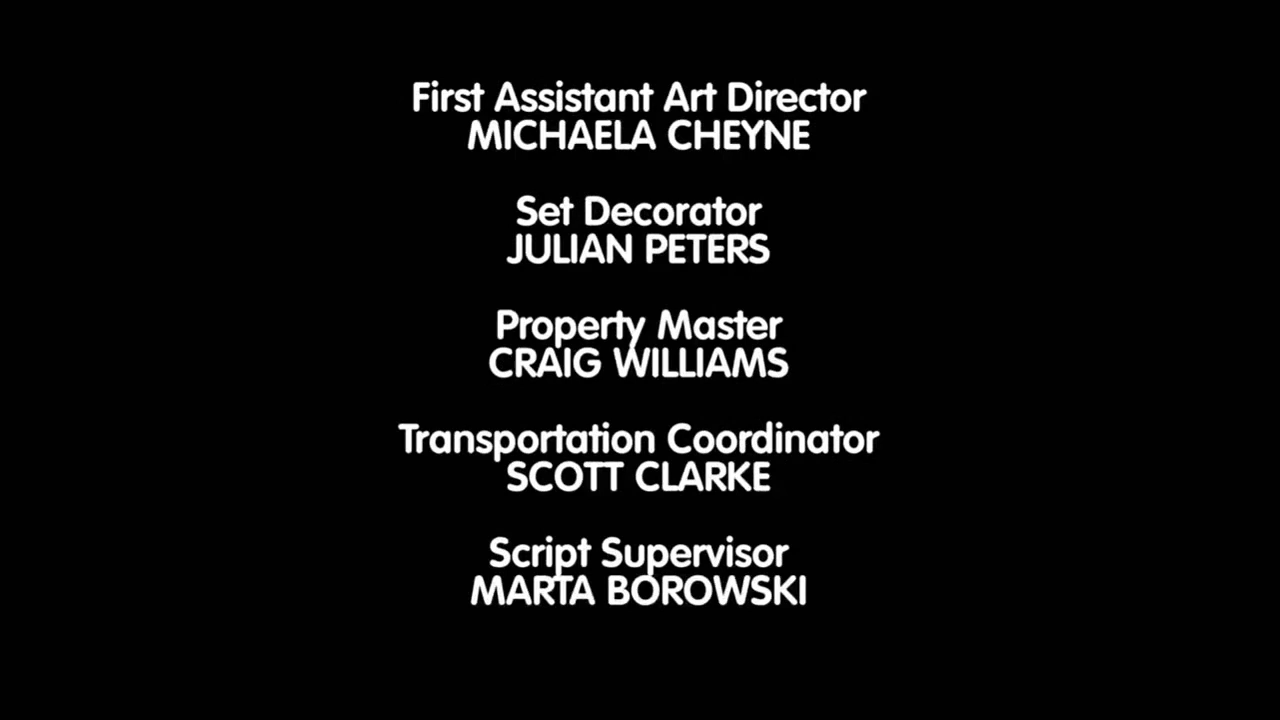 First Assistant Art Director
MICHAELA CHEYNE
Set Decorator
JULIAN PETERS
Property Master
CRAIG WILLIAMS
Transportation Coordinator
SCOTT CLARKE
Script Supervisor
MARTA BOROWSKI